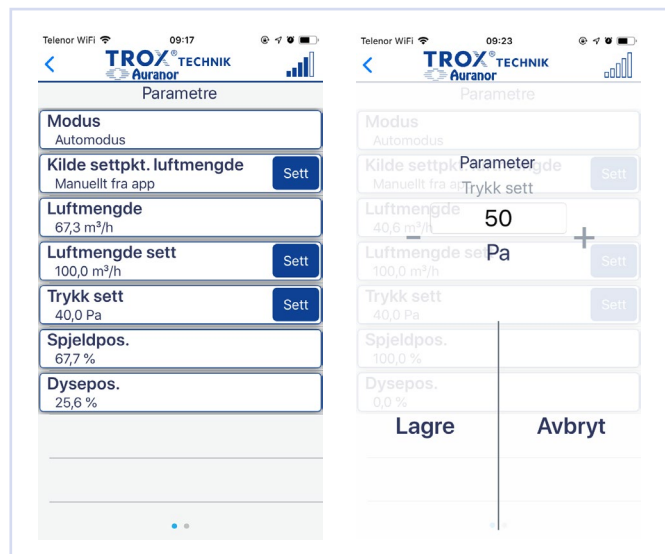 Telenor WiFi 09:17
TROX® TECHNIK
Auranor
Parametre
Modus
Automodus
Kilde settpkt. luftmengde
Manuellt fra app
Sett
Luftmengde
67,3 m³/h
Luftmengde sett
100,0 m³/h
Sett
Trykk sett
40,0 Pa
Sett
Spjeldpos.
67,7 %
Dysepos.
25,6 %
Telenor WiFi 09:23
TROX® TECHNIK
Auranor
Parametre
Modus
Automodus
Kilde settpkt. luftmengde
Manuellt fra app
Parameter
Trykk sett
Luftmengde
40,6 m³/h
50
− +
Pa
Luftmengde sett
100,0 m³/h
Sett
Trykk sett
40,0 Pa
Sett
Spjeldpos.
100,0 %
Dysepos.
0,0 %
Lagre Avbryt